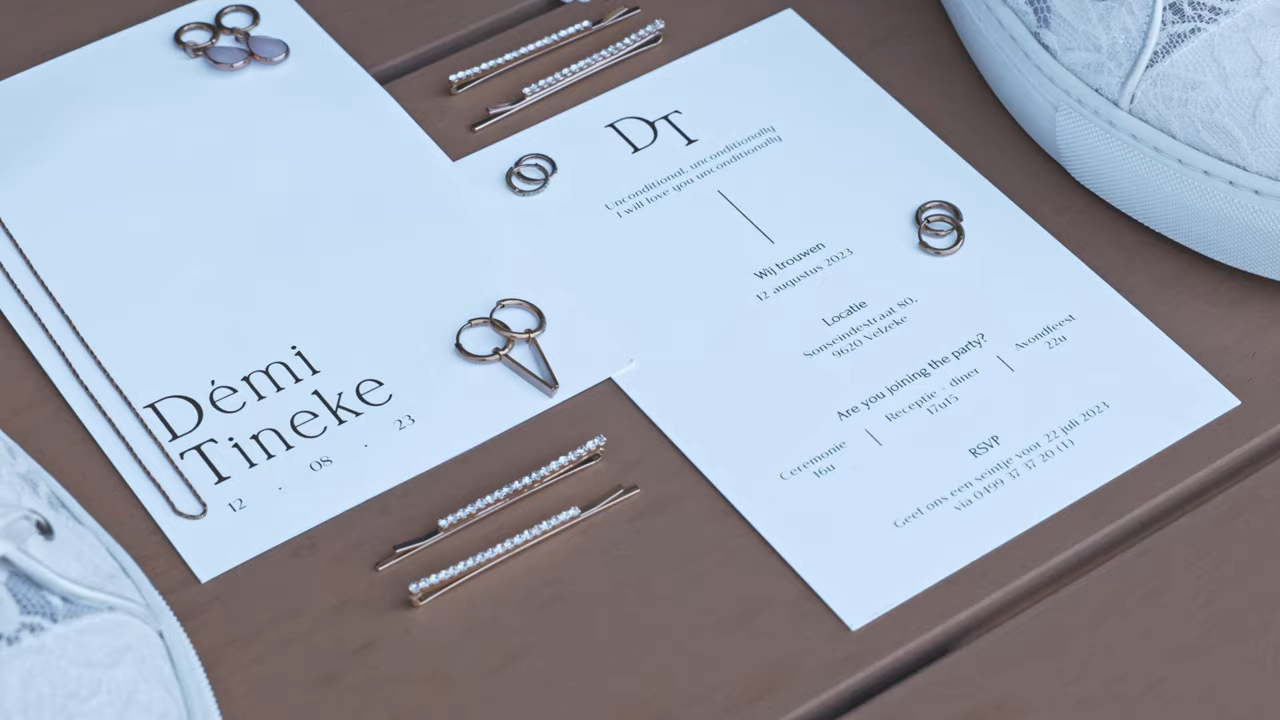 Démi
Tineke
12 . 08 . 23
DT
Unconditional, unconditionally
I will love you unconditionally
Wij trouwen
12 augustus 2023
Locatie
Sonseindestraat 80,
9620 Velzeke
Are you joining the party?
Ceremonie
16u
Receptie + diner
17u15
Avondfeest
22u
RSVP
Geef ons een seintje voor 22 juli 2023
via 0499 37 37 20 (T)